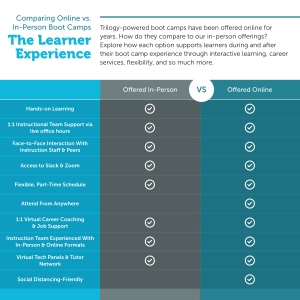 Comparing Online vs.
In-Person Boot Camps
The Learner
Experience
Trilogy-powered boot camps have been offered online for
years. How do they compare to our in-person offerings?
Explore how each option supports learners during and after
their boot camp experience through interactive learning, career
services, flexibility, and so much more.
Offered In-Person
VS
Offered Online
Hands-on Learning
1:1 Instructional Team Support via
live office hours
Face-to-Face Interaction With
Instruction Staff & Peers
Access to Slack & Zoom
Flexible, Part-Time Schedule
Attend From Anywhere
1:1 Virtual Career Coaching
& Job Support
Instruction Team Experienced With
In-Person & Online Formats
Virtual Tech Panels & Tutor
Network
Social Distancing-Friendly